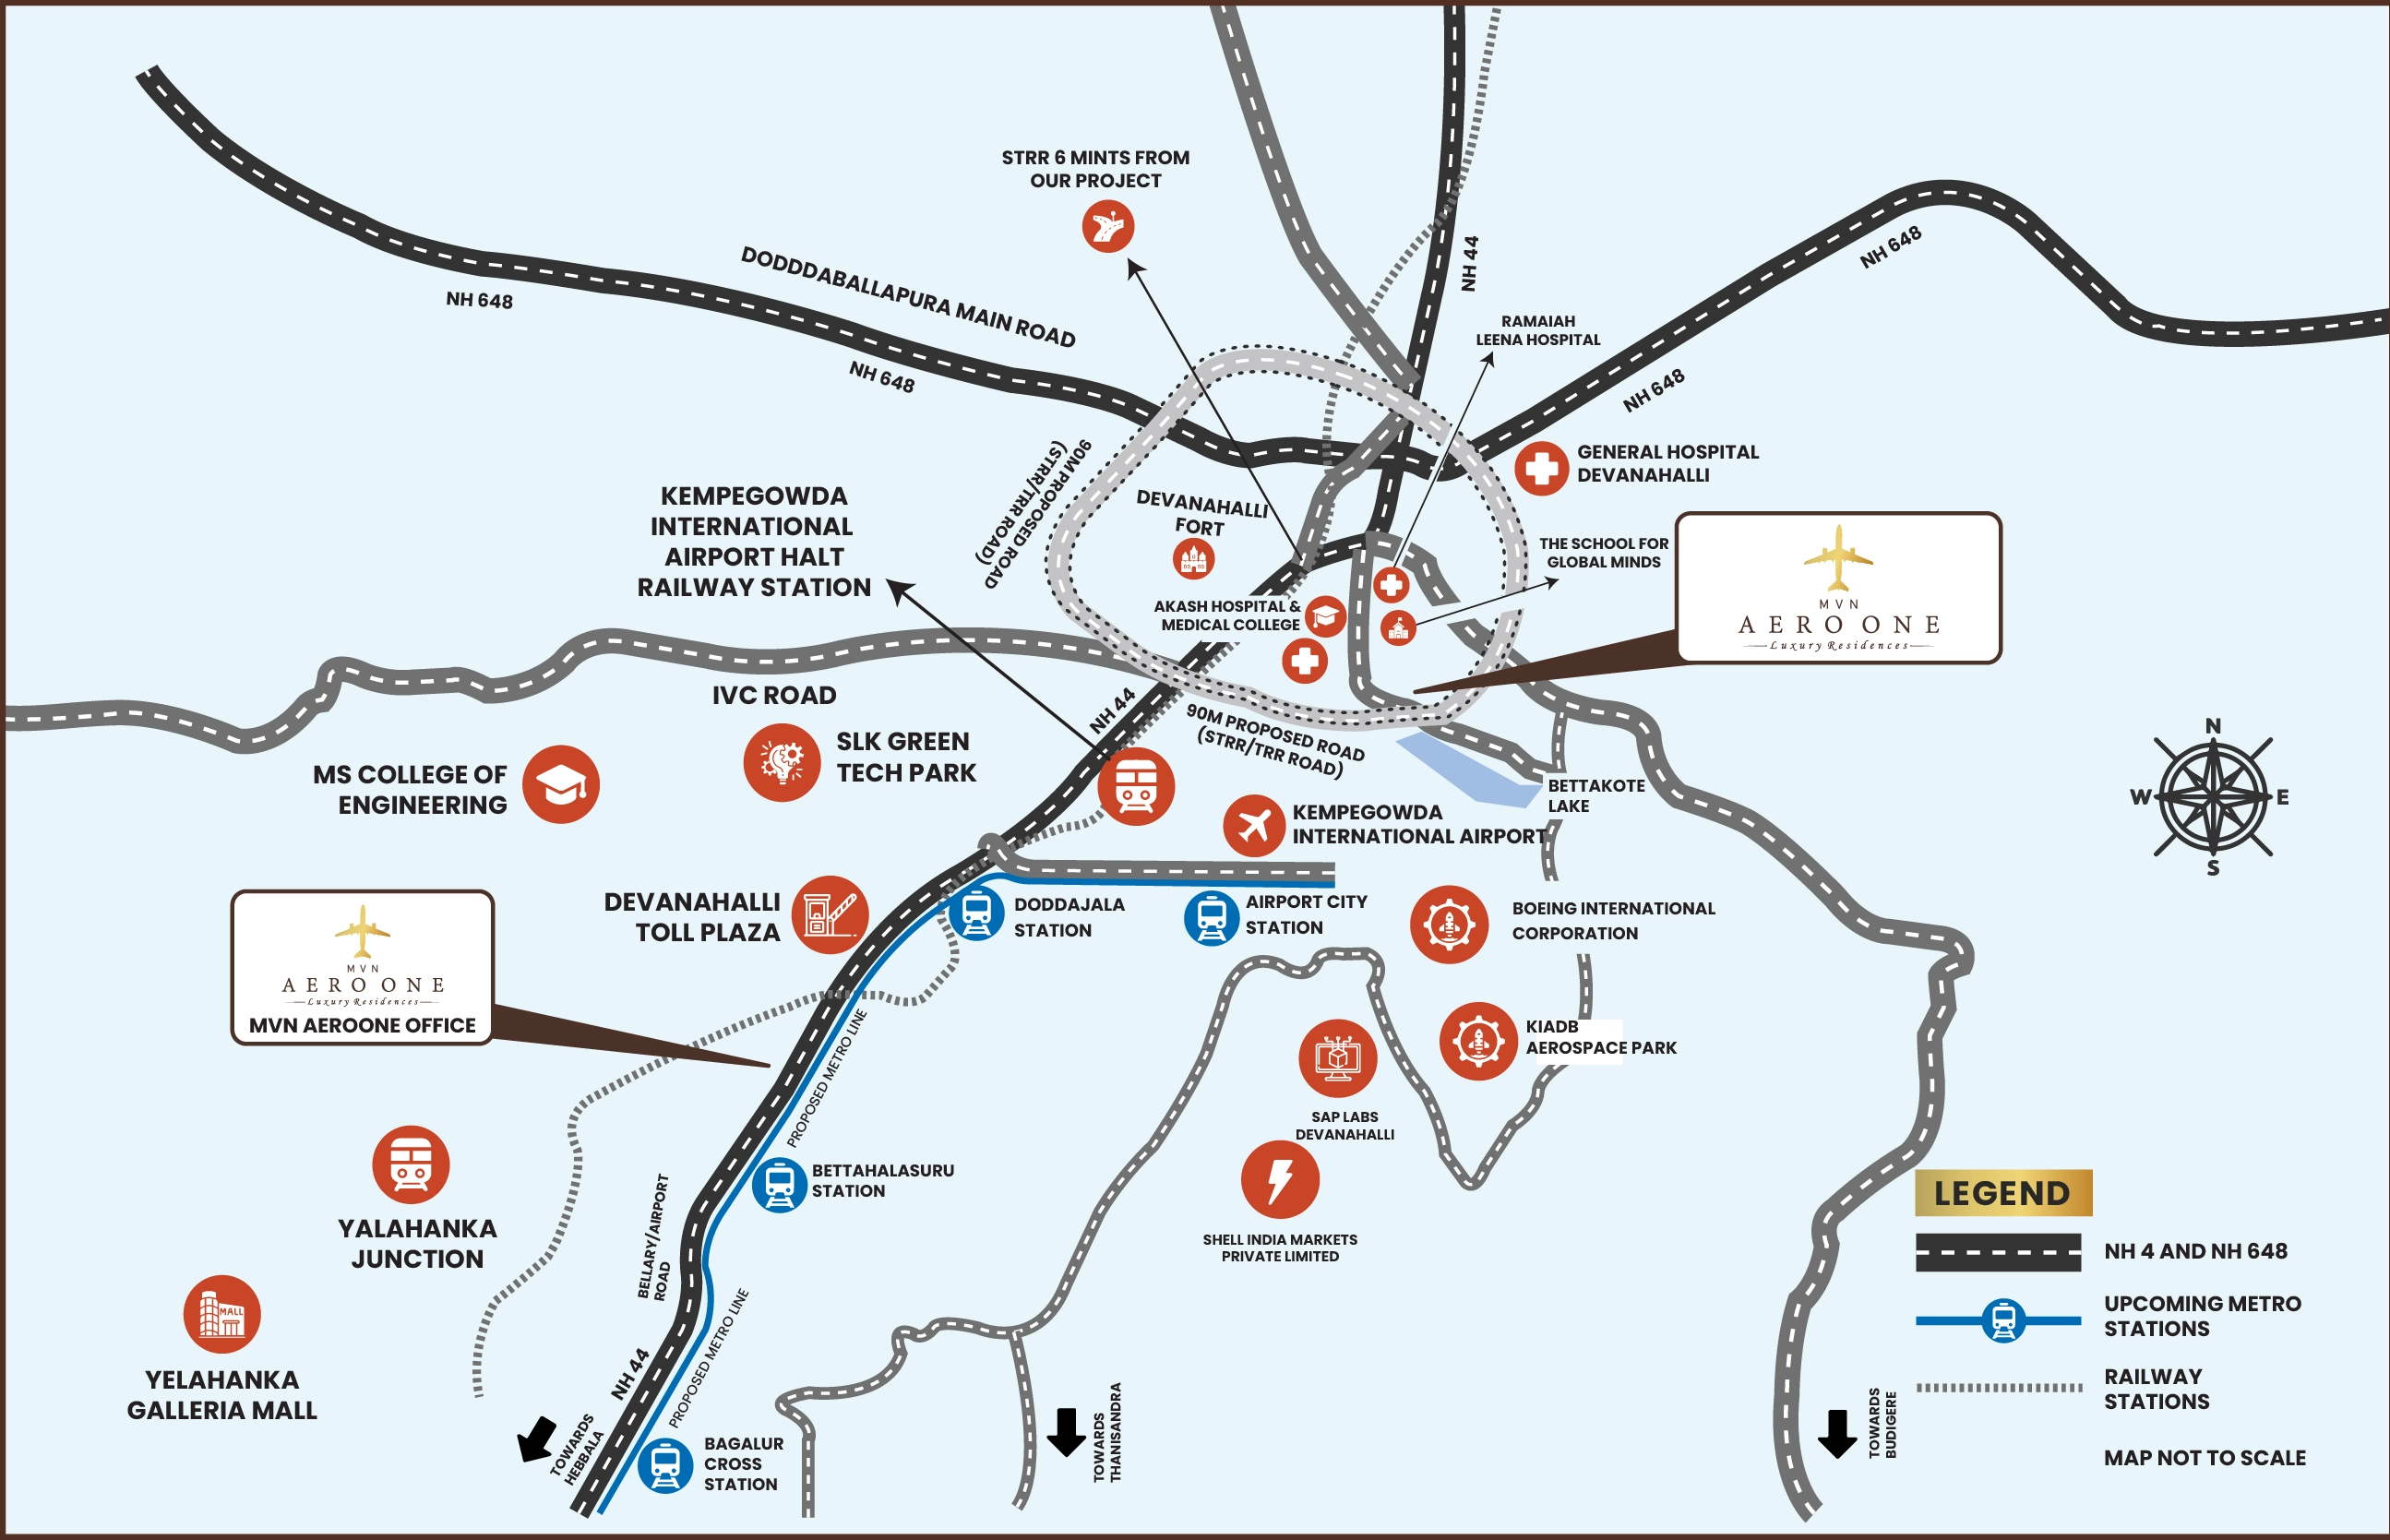 STRR 6 MINTS FROM
OUR PROJECT
NH 44
NH 648
DODDDABALLAPURA MAIN ROAD
NH 648
NH 648
RAMAIAH
LEENA HOSPITAL
NH 648
GENERAL HOSPITAL
DEVANAHALLI
90M PROPOSED ROAD
(STRR/TRR ROAD)
DEVANAHALLI
FORT
KEMPEGOWDA
INTERNATIONAL
AIRPORT HALT
RAILWAY STATION
THE SCHOOL FOR
GLOBAL MINDS
MVN
AERO ONE
Luxury Residences
AKASH HOSPITAL &
MEDICAL COLLEGE
IVC ROAD
NH 44
90M PROPOSED ROAD
(STRR/TRR ROAD)
SLK GREEN
TECH PARK
MS COLLEGE OF
ENGINEERING
BETTAKOTE
LAKE
N
W
E
S
KEMPEGOWDA
INTERNATIONAL AIRPORT
DEVANAHALLI
TOLL PLAZA
DODDAJALA
STATION
AIRPORT CITY
STATION
BOEING INTERNATIONAL
CORPORATION
MVN
AERO ONE
Luxury Residences
MVN AEROONE OFFICE
PROPOSED METRO LINE
KIADB
AEROSPACE PARK
SAP LABS
DEVANAHALLI
BETTAHALASURU
STATION
BELLARY/AIRPORT
ROAD
YALAHANKA
JUNCTION
SHELL INDIA MARKETS
PRIVATE LIMITED
MALL
YELAHANKA
GALLERIA MALL
NH 44
PROPOSED METRO LINE
TOWARDS
HEBBALA
BAGALUR
CROSS
STATION
TOWARDS
THANISANDRA
TOWARDS
BUDIGERE
LEGEND
NH 4 AND NH 648
UPCOMING METRO
STATIONS
RAILWAY
STATIONS
MAP NOT TO SCALE